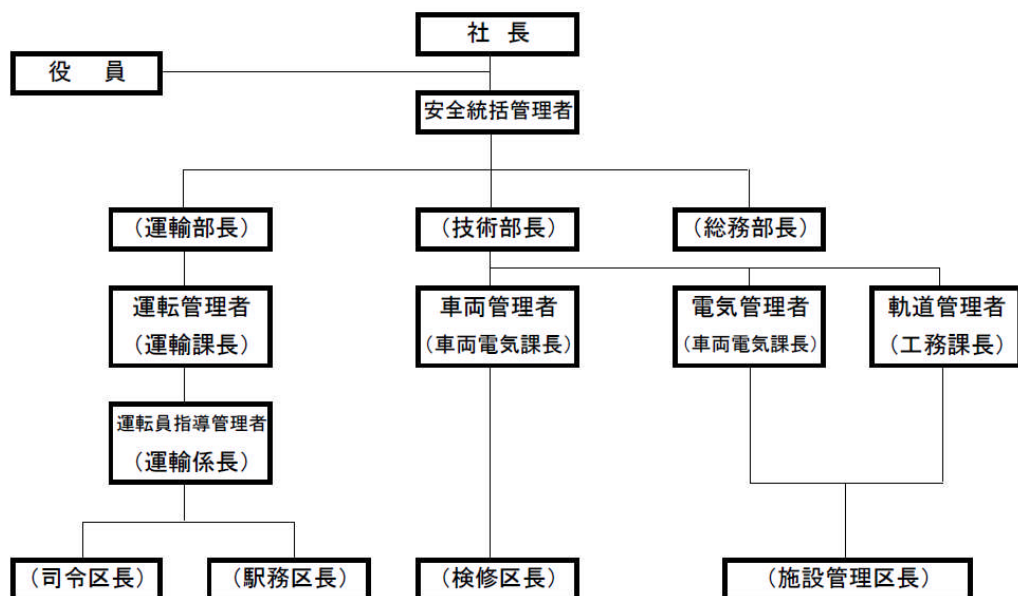 社 長
役 員
安全統括管理者
（運輸部長）
（技術部長）
（総務部長）
運転管理者
（運輸課長）
車両管理者
（車両電気課長）
電気管理者
（車両電気課長）
軌道管理者
（工務課長）
運転員指導管理者
（運輸係長）
（司令区長）
（駅務区長）
（検修区長）
（施設管理区長）